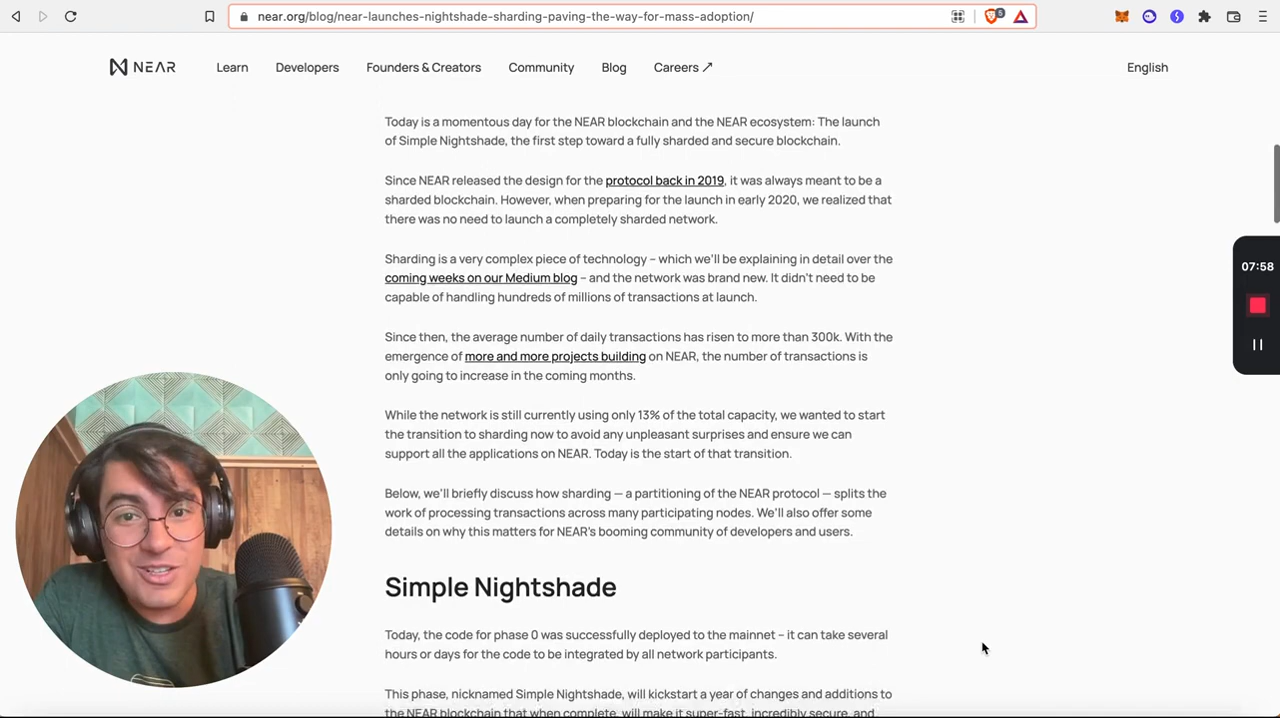 near.org/blog/near-launches-nightshade-sharding-paving-the-way-for-mass-adoption/
NEAR Learn Developers Founders & Creators Community Blog Careers ↗ English
Today is a momentous day for the NEAR blockchain and the NEAR ecosystem: The launch
of Simple Nightshade, the first step toward a fully sharded and secure blockchain.
Since NEAR released the design for the protocol back in 2019, it was always meant to be a
sharded blockchain. However, when preparing for the launch in early 2020, we realized that
there was no need to launch a completely sharded network.
Sharding is a very complex piece of technology – which we'll be explaining in detail over the
coming weeks on our Medium blog – and the network was brand new. It didn't need to be
capable of handling hundreds of millions of transactions at launch.
Since then, the average number of daily transactions has risen to more than 300k. With the
emergence of more and more projects building on NEAR, the number of transactions is
only going to increase in the coming months.
While the network is still currently using only 13% of the total capacity, we wanted to start
the transition to sharding now to avoid any unpleasant surprises and ensure we can
support all the applications on NEAR. Today is the start of that transition.
Below, we'll briefly discuss how sharding — a partitioning of the NEAR protocol — splits the
work of processing transactions across many participating nodes. We'll also offer some
details on why this matters for NEAR's booming community of developers and users.
Simple Nightshade
Today, the code for phase 0 was successfully deployed to the mainnet – it can take several
hours or days for the code to be integrated by all network participants.
This phase, nicknamed Simple Nightshade, will kickstart a year of changes and additions to
the NEAR blockchain that when complete, will make it super-fast, incredibly secure, and
07:58